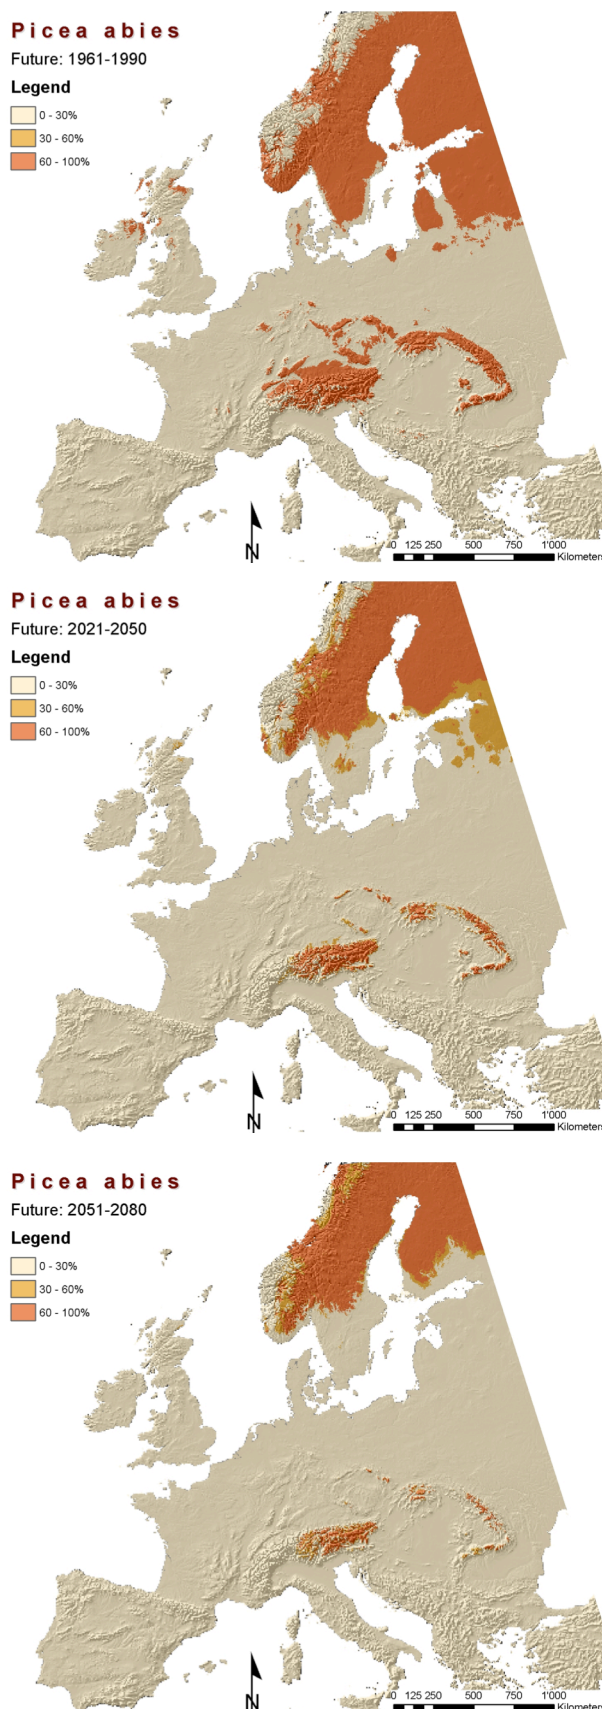 Picea abies
Future: 1961-1990
Legend
0 - 30%
30 - 60%
60 - 100%
N
0 125 250 500 750 1'000
Kilometers
Picea abies
Future: 2021-2050
Legend
0 - 30%
30 - 60%
60 - 100%
N
0 125 250 500 750 1'000
Kilometers
Picea abies
Future: 2051-2080
Legend
0 - 30%
30 - 60%
60 - 100%
N
0 125 250 500 750 1'000
Kilometers